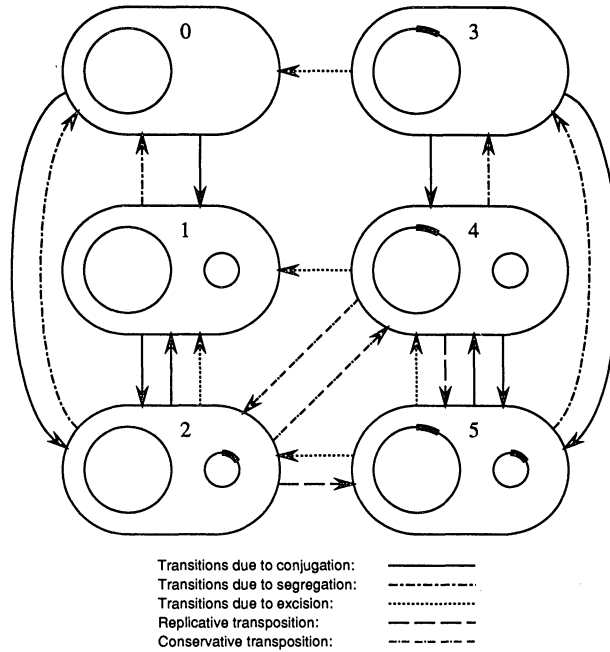 0
3
1
4
2
5
Transitions due to conjugation:
Transitions due to segregation:
Transitions due to excision:
Replicative transposition:
Conservative transposition: